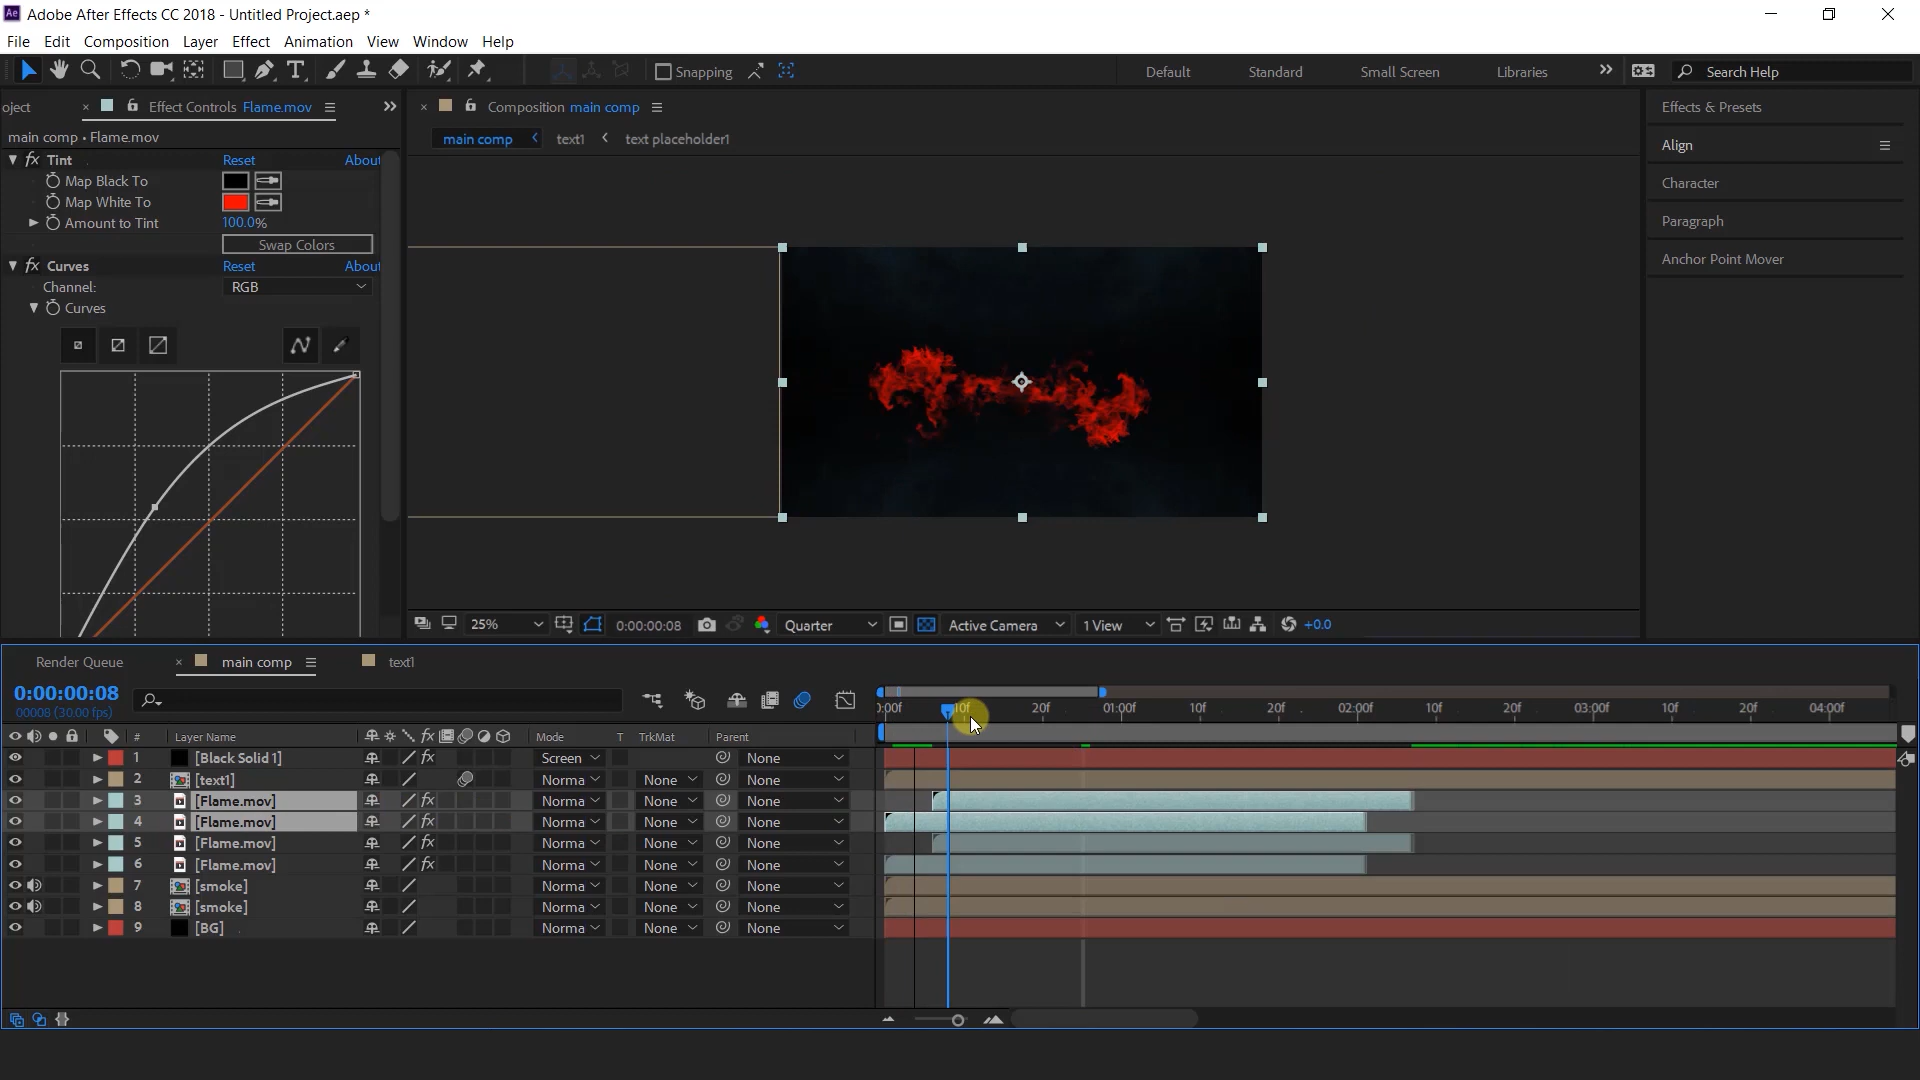 Ae Adobe After Effects CC 2018 - Untitled Project.aep *
File Edit Composition Layer Effect Animation View Window Help
Snapping Default Standard Small Screen Libraries Search Help
oject Effect Controls Flame.mov Composition main comp Effects & Presets
main comp • Flame.mov main comp text1 text placeholder1
Tint Reset About Align
Map Black To Character
Map White To
Amount to Tint 100.0% Paragraph
Swap Colors
Curves Reset About Anchor Point Mover
Channel: RGB
Curves
25% 0:00:00:08 Quarter Active Camera 1 View +0.0
Render Queue main comp text1
0:00:00:08
00008 (30.00 fps)
0:00f 10f 20f 01:00f 10f 20f 02:00f 10f 20f 03:00f 10f 20f 04:00f
# Layer Name fx Mode T TrkMat Parent
1 [Black Solid 1] fx Screen None
2 [text1] Norma None None
3 [Flame.mov] fx Norma None None
4 [Flame.mov] fx Norma None None
5 [Flame.mov] fx Norma None None
6 [Flame.mov] fx Norma None None
7 [smoke] Norma None None
8 [smoke] Norma None None
9 [BG] Norma None None